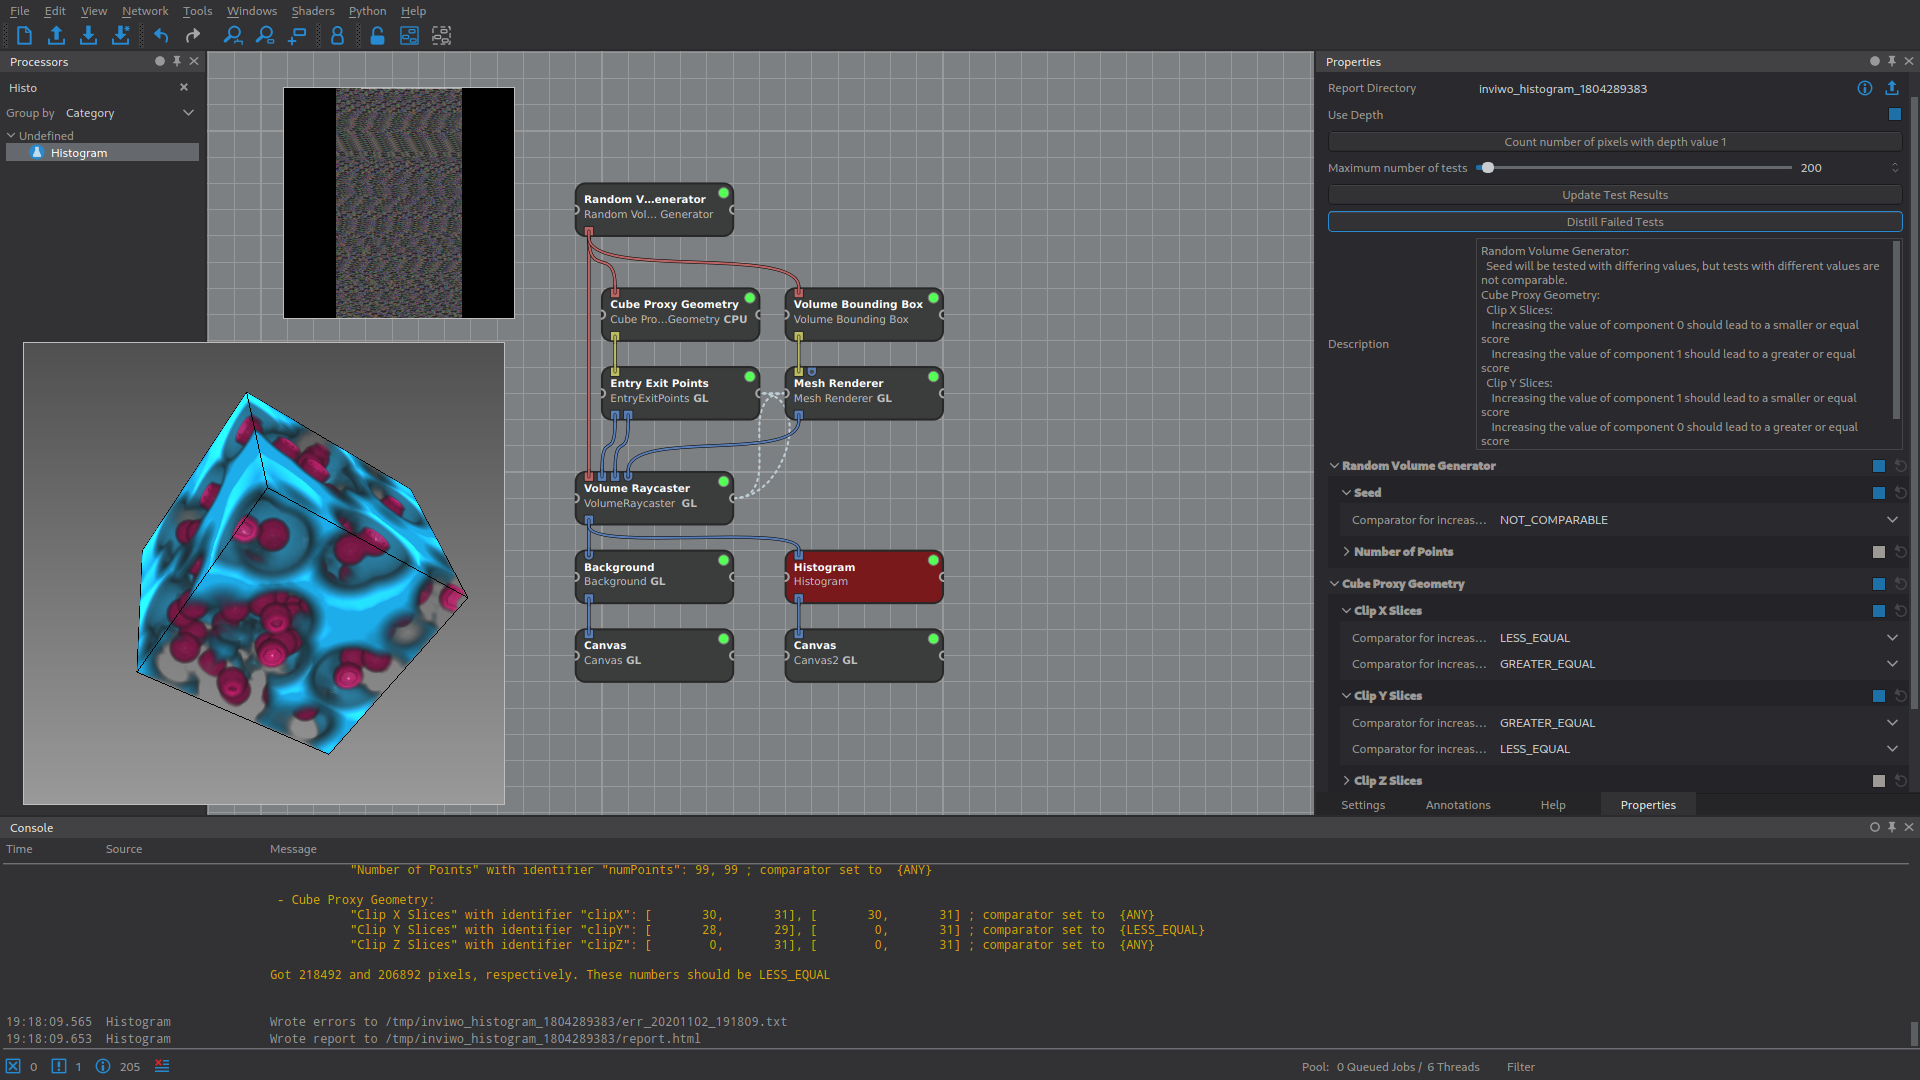 File Edit View Network Tools Windows Shaders Python Help
Processors
Histo
Group by Category
Undefined
Histogram
Random V...enerator
Random Vol... Generator
Cube Proxy Geometry
Cube Pro...Geometry CPU
Volume Bounding Box
Volume Bounding Box
Entry Exit Points
EntryExitPoints GL
Mesh Renderer
Mesh Renderer GL
Volume Raycaster
VolumeRaycaster GL
Background
Background GL
Histogram
Histogram
Canvas
Canvas GL
Canvas
Canvas2 GL
Properties
Report Directory inviwo_histogram_1804289383
Use Depth
Count number of pixels with depth value 1
Maximum number of tests 200
Update Test Results
Distill Failed Tests
Description
Random Volume Generator:
Seed will be tested with differing values, but tests with different values are
not comparable.
Cube Proxy Geometry:
Clip X Slices:
Increasing the value of component 0 should lead to a smaller or equal
score
Increasing the value of component 1 should lead to a greater or equal
score
Clip Y Slices:
Increasing the value of component 1 should lead to a smaller or equal
score
Increasing the value of component 0 should lead to a greater or equal
score
Random Volume Generator
Seed
Comparator for increas... NOT_COMPARABLE
Number of Points
Cube Proxy Geometry
Clip X Slices
Comparator for increas... LESS_EQUAL
Comparator for increas... GREATER_EQUAL
Clip Y Slices
Comparator for increas... GREATER_EQUAL
Comparator for increas... LESS_EQUAL
Clip Z Slices
Settings Annotations Help Properties
Console
Time Source Message
"Number of Points" with identifier "numPoints": 99, 99 ; comparator set to {ANY}
- Cube Proxy Geometry:
"Clip X Slices" with identifier "clipX": [ 30, 31], [ 30, 31] ; comparator set to {ANY}
"Clip Y Slices" with identifier "clipY": [ 28, 29], [ 0, 31] ; comparator set to {LESS_EQUAL}
"Clip Z Slices" with identifier "clipZ": [ 0, 31], [ 0, 31] ; comparator set to {ANY}
Got 218492 and 206892 pixels, respectively. These numbers should be LESS_EQUAL
19:18:09.565 Histogram Wrote errors to /tmp/inviwo_histogram_1804289383/err_20201102_191809.txt
19:18:09.653 Histogram Wrote report to /tmp/inviwo_histogram_1804289383/report.html
0 1 205 Pool: 0 Queued Jobs / 6 Threads Filter